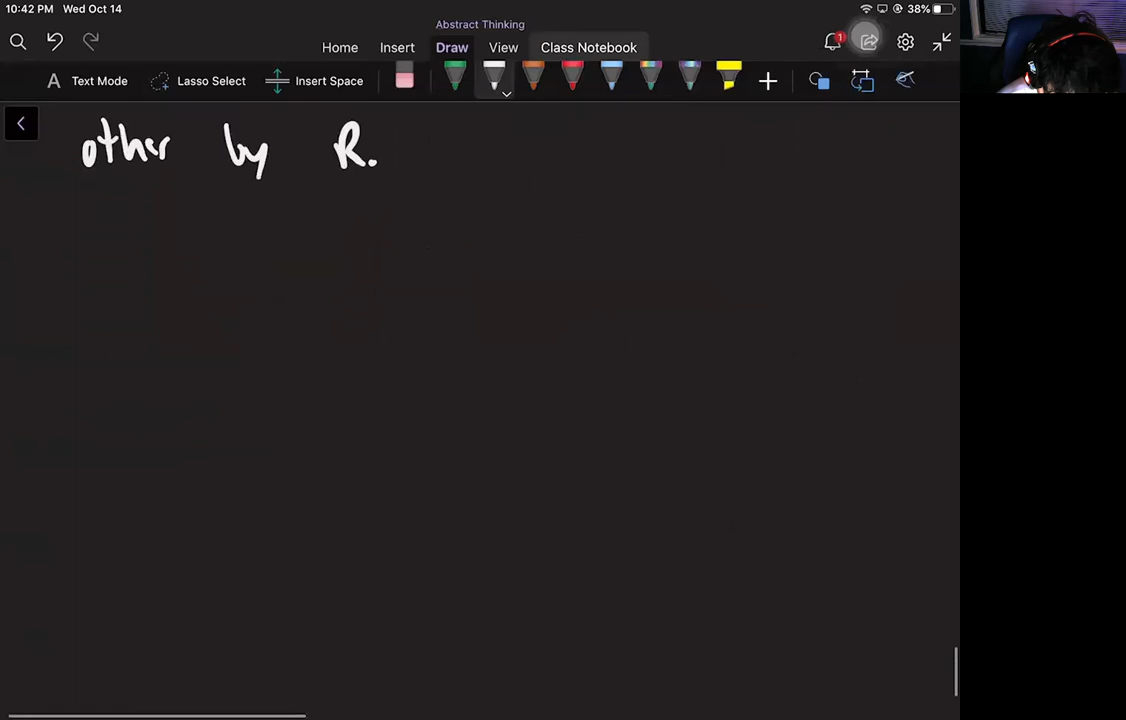 10:42 PM Wed Oct 14
38%
Abstract Thinking
Home Insert Draw View Class Notebook
1
A Text Mode Lasso Select Insert Space
other by R.